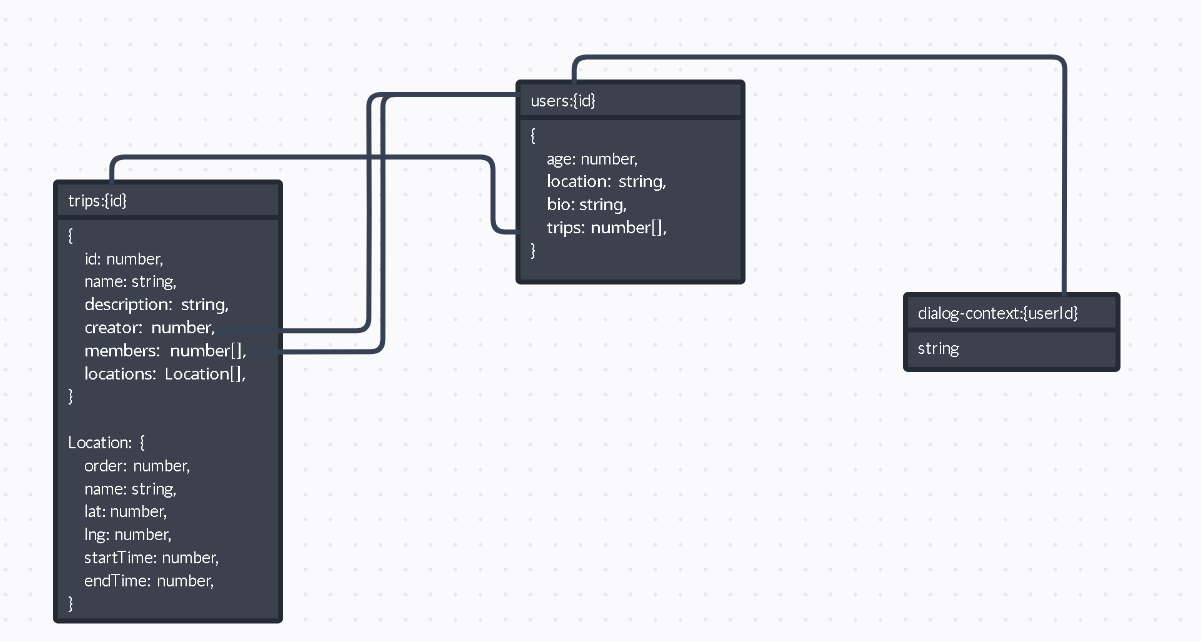 users:{id}
{
age: number,
location: string,
bio: string,
trips: number[],
}
trips:{id}
{
id: number,
name: string,
description: string,
creator: number,
members: number[],
locations: Location[],
}
Location: {
order: number,
name: string,
lat: number,
lng: number,
startTime: number,
endTime: number,
}
dialog-context:{userId}
string